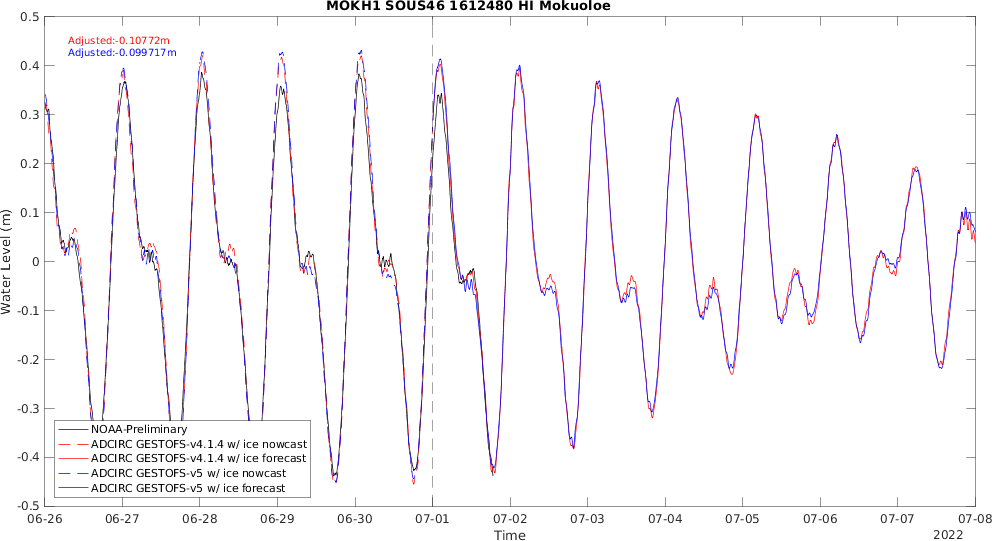 MOKH1 SOUS46 1612480 HI Mokuoloe
Adjusted:-0.10772m
Adjusted:-0.099717m
0.5
0.4
0.3
0.2
0.1
0
-0.1
-0.2
-0.3
-0.4
-0.5
Water Level (m)
NOAA-Preliminary
ADCIRC GESTOFS-v4.1.4 w/ ice nowcast
ADCIRC GESTOFS-v4.1.4 w/ ice forecast
ADCIRC GESTOFS-v5 w/ ice nowcast
ADCIRC GESTOFS-v5 w/ ice forecast
06-26 06-27 06-28 06-29 06-30 07-01 07-02 07-03 07-04 07-05 07-06 07-07 07-08
Time
2022